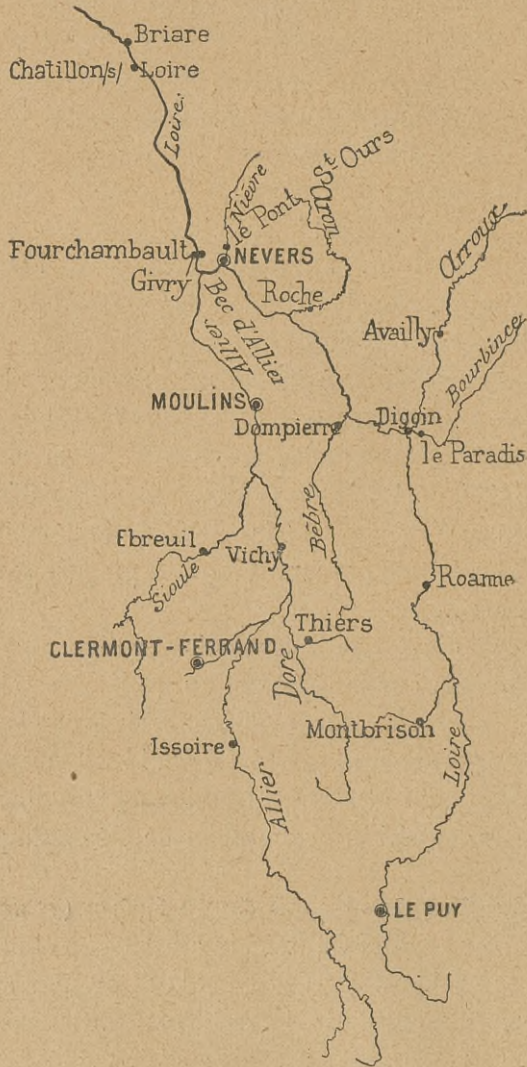 Briare
Chatillon/s/ Loire
Loire.
Nièvre
le Pont
St Ours
Fourchambault
NEVERS
Givry
Roche
Arroux
Bec d'Allier
Allier
Availly
Bourbince
MOULINS
Dompierre
Digoin
le Paradis
Bèbre
Ebreuil
Vichy
Sioule
Roanne
Thiers
CLERMONT-FERRAND
Dore
Montbrison
Issoire
Loire
Allier
LE PUY